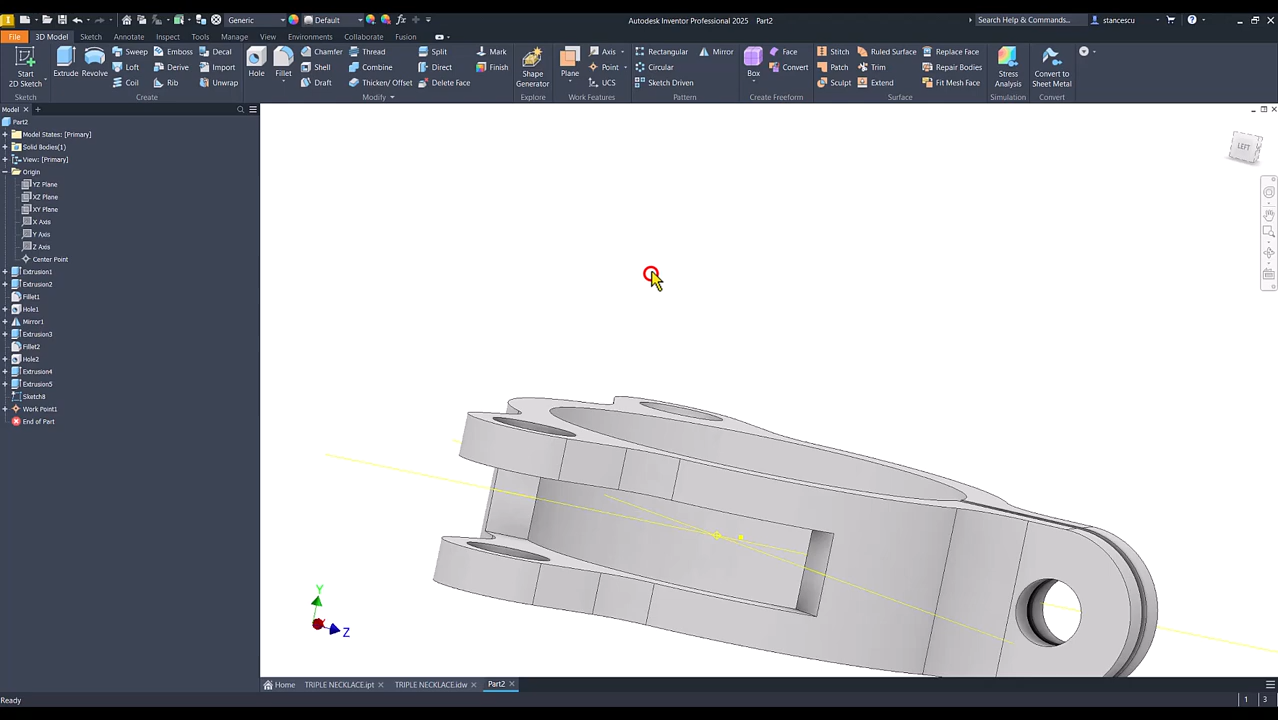 Generic
Default
Autodesk Inventor Professional 2025 Part2
Search Help & Commands...
stancescu
File
3D Model
Sketch
Annotate
Inspect
Tools
Manage
View
Environments
Collaborate
Fusion
Start
2D Sketch
Sketch
Extrude
Revolve
Sweep
Loft
Coil
Emboss
Derive
Rib
Decal
Import
Unwrap
Create
Hole
Fillet
Chamfer
Shell
Draft
Thread
Combine
Thicken/ Offset
Split
Direct
Delete Face
Modify
Mark
Finish
Shape
Generator
Explore
Plane
Axis
Point
UCS
Work Features
Rectangular
Circular
Sketch Driven
Mirror
Pattern
Box
Face
Convert
Create Freeform
Stitch
Patch
Sculpt
Ruled Surface
Trim
Extend
Replace Face
Repair Bodies
Fit Mesh Face
Surface
Stress
Analysis
Simulation
Convert to
Sheet Metal
Convert
Model
Part2
Model States: [Primary]
Solid Bodies(1)
View: [Primary]
Origin
YZ Plane
XZ Plane
XY Plane
X Axis
Y Axis
Z Axis
Center Point
Extrusion1
Extrusion2
Fillet1
Hole1
Mirror1
Extrusion3
Fillet2
Hole2
Extrusion4
Extrusion5
Sketch8
Work Point1
End of Part
LEFT
Y
Z
Home
TRIPLE NECKLACE.ipt
TRIPLE NECKLACE.idw
Part2
Ready
1
3